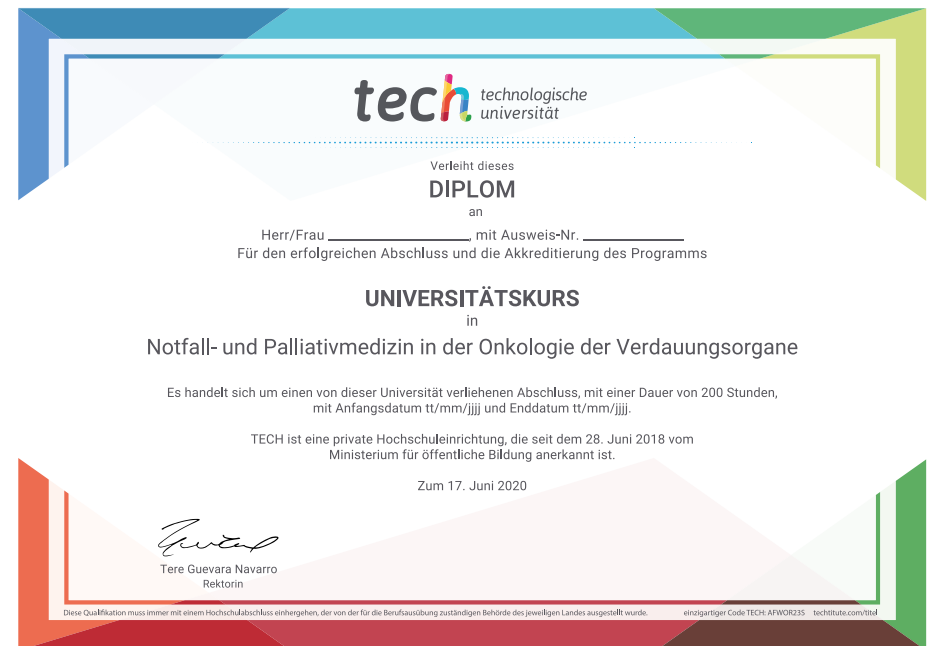 tech technologische
universität
Verleiht dieses
DIPLOM
an
Herr/Frau ____________________, mit Ausweis-Nr. ______________
Für den erfolgreichen Abschluss und die Akkreditierung des Programms
UNIVERSITÄTSKURS
in
Notfall- und Palliativmedizin in der Onkologie der Verdauungsorgane
Es handelt sich um einen von dieser Universität verliehenen Abschluss, mit einer Dauer von 200 Stunden,
mit Anfangsdatum tt/mm/jjjj und Enddatum tt/mm/jjjj.
TECH ist eine private Hochschuleinrichtung, die seit dem 28. Juni 2018 vom
Ministerium für öffentliche Bildung anerkannt ist.
Zum 17. Juni 2020
Tere Guevara Navarro
Rektorin
Diese Qualifikation muss immer mit einem Hochschulabschluss einhergehen, der von der für die Berufsausübung zuständigen Behörde des jeweiligen Landes ausgestellt wurde. einzigartiger Code TECH: AFWOR23S techtitute.com/titel